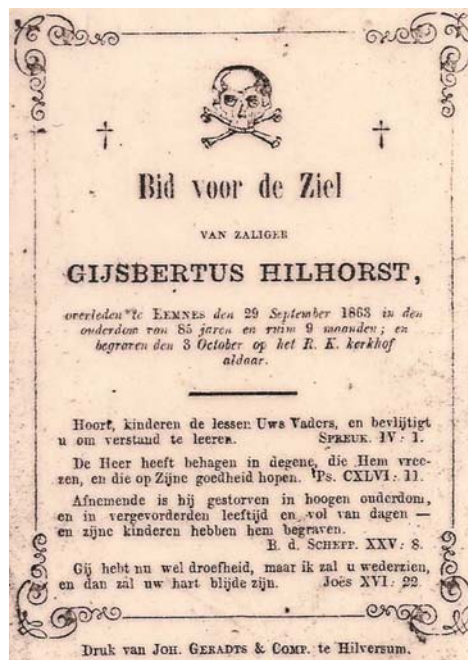 Bid voor de Ziel
VAN ZALIGER
GIJSBERTUS HILHORST,
overleden te EEMNES den 29 September 1863 in den
ouderdom van 85 jaren en ruim 9 maanden; en
begraven den 3 October op het R. K. kerkhof
aldaar.
Hoort, kinderen de lessen Uws Vaders, en bevlijtigt
u om verstand te leeren. SPREUK. IV: 1.
De Heer heeft behagen in degene, die Hem vree-
zen, en die op Zijne goedheid hopen. Ps. CXLVI: 11.
Afnemende is hij gestorven in hoogen ouderdom,
en in vergevorderden leeftijd en vol van dagen —
en zijne kinderen hebben hem begraven.
B. d. SCHEPP. XXV: 8.
Gij hebt nu wel droefheid, maar ik zal u wederzien,
en dan zal uw hart blijde zijn. Joës XVI: 22.
Druk van JOH. GERADTS & COMP. te Hilversum.